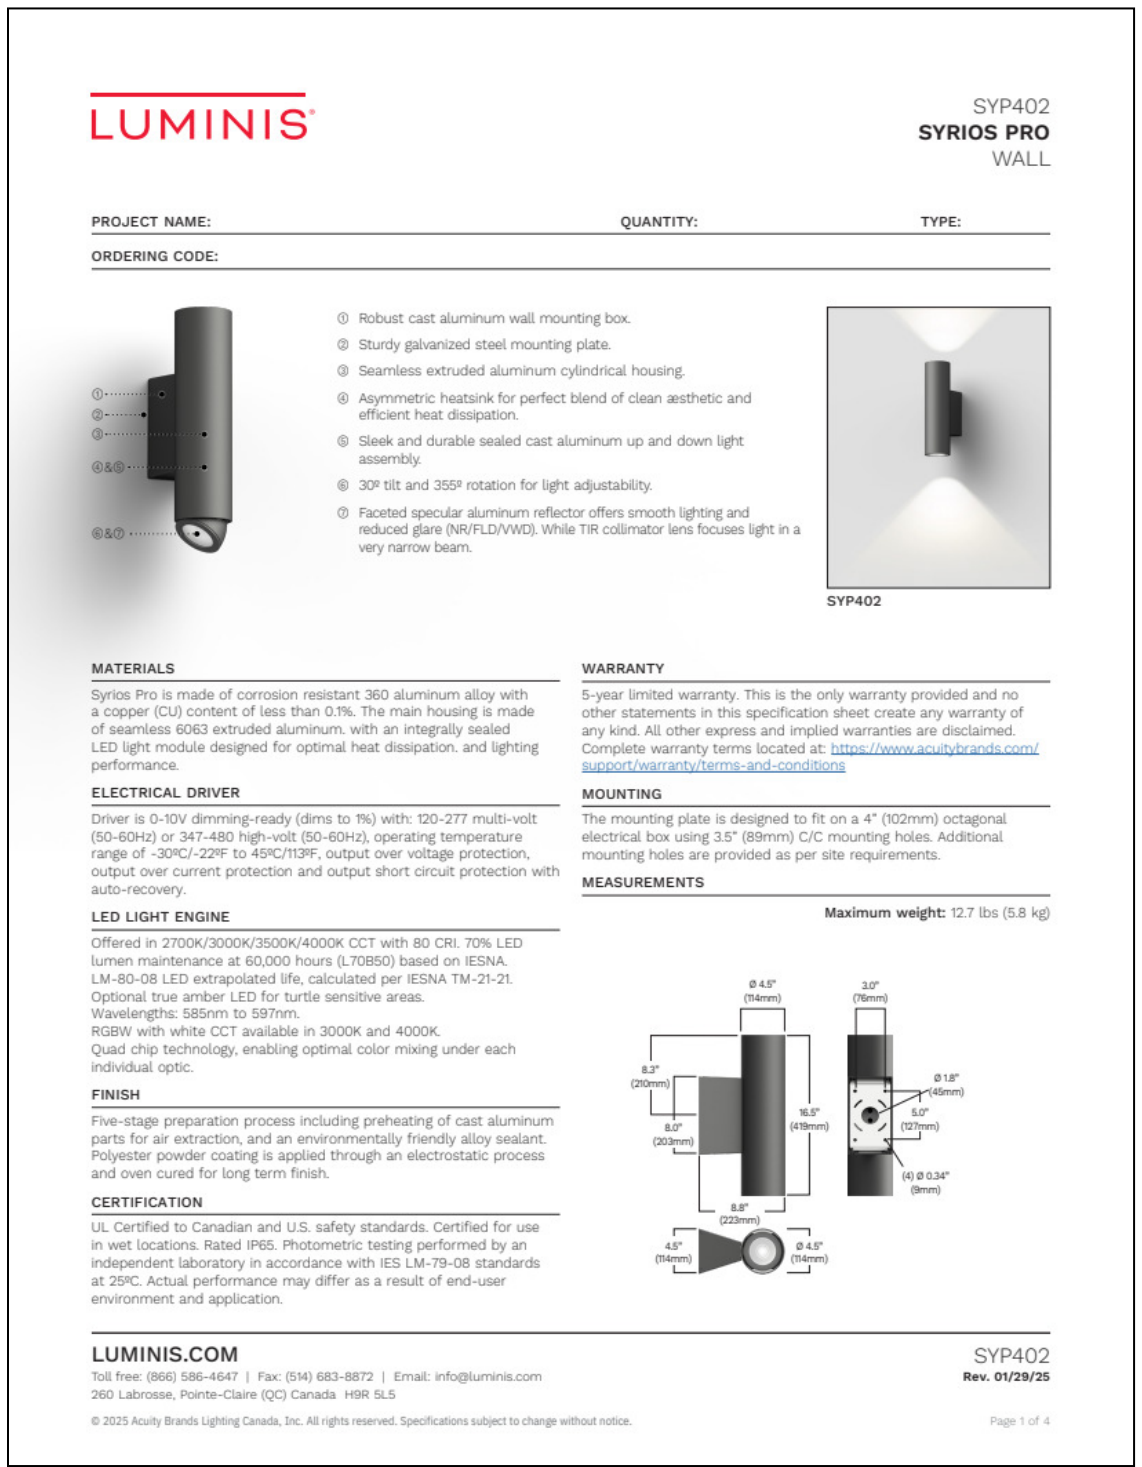 LUMINIS®
SYP402
SYRIOS PRO
WALL
PROJECT NAME:
QUANTITY:
TYPE:
ORDERING CODE:
①
②
③
④&⑤
⑥&⑦
① Robust cast aluminum wall mounting box.
② Sturdy galvanized steel mounting plate.
③ Seamless extruded aluminum cylindrical housing.
④ Asymmetric heatsink for perfect blend of clean æsthetic and
efficient heat dissipation.
⑤ Sleek and durable sealed cast aluminum up and down light
assembly.
⑥ 30º tilt and 355º rotation for light adjustability.
⑦ Faceted specular aluminum reflector offers smooth lighting and
reduced glare (NR/FLD/VWD). While TIR collimator lens focuses light in a
very narrow beam.
SYP402
MATERIALS
Syrios Pro is made of corrosion resistant 360 aluminum alloy with
a copper (CU) content of less than 0.1%. The main housing is made
of seamless 6063 extruded aluminum. with an integrally sealed
LED light module designed for optimal heat dissipation. and lighting
performance.
ELECTRICAL DRIVER
Driver is 0-10V dimming-ready (dims to 1%) with: 120-277 multi-volt
(50-60Hz) or 347-480 high-volt (50-60Hz), operating temperature
range of -30ºC/-22ºF to 45ºC/113ºF, output over voltage protection,
output over current protection and output short circuit protection with
auto-recovery.
LED LIGHT ENGINE
Offered in 2700K/3000K/3500K/4000K CCT with 80 CRI. 70% LED
lumen maintenance at 60,000 hours (L70B50) based on IESNA.
LM-80-08 LED extrapolated life, calculated per IESNA TM-21-21.
Optional true amber LED for turtle sensitive areas.
Wavelengths: 585nm to 597nm.
RGBW with white CCT available in 3000K and 4000K.
Quad chip technology, enabling optimal color mixing under each
individual optic.
FINISH
Five-stage preparation process including preheating of cast aluminum
parts for air extraction, and an environmentally friendly alloy sealant.
Polyester powder coating is applied through an electrostatic process
and oven cured for long term finish.
CERTIFICATION
UL Certified to Canadian and U.S. safety standards. Certified for use
in wet locations. Rated IP65. Photometric testing performed by an
independent laboratory in accordance with IES LM-79-08 standards
at 25ºC. Actual performance may differ as a result of end-user
environment and application.
WARRANTY
5-year limited warranty. This is the only warranty provided and no
other statements in this specification sheet create any warranty of
any kind. All other express and implied warranties are disclaimed.
Complete warranty terms located at: https://www.acuitybrands.com/
support/warranty/terms-and-conditions
MOUNTING
The mounting plate is designed to fit on a 4" (102mm) octagonal
electrical box using 3.5" (89mm) C/C mounting holes. Additional
mounting holes are provided as per site requirements.
MEASUREMENTS
Maximum weight: 12.7 lbs (5.8 kg)
Ø 4.5"
(114mm)
3.0"
(76mm)
8.3"
(210mm)
Ø 1.8"
(45mm)
8.0"
(203mm)
16.5"
(419mm)
5.0"
(127mm)
(4) Ø 0.34"
(9mm)
8.8"
(223mm)
4.5"
(114mm)
Ø 4.5"
(114mm)
LUMINIS.COM
Toll free: (866) 586-4647 | Fax: (514) 683-8872 | Email: info@luminis.com
260 Labrosse, Pointe-Claire (QC) Canada H9R 5L5
© 2025 Acuity Brands Lighting Canada, Inc. All rights reserved. Specifications subject to change without notice.
SYP402
Rev. 01/29/25
Page 1 of 4